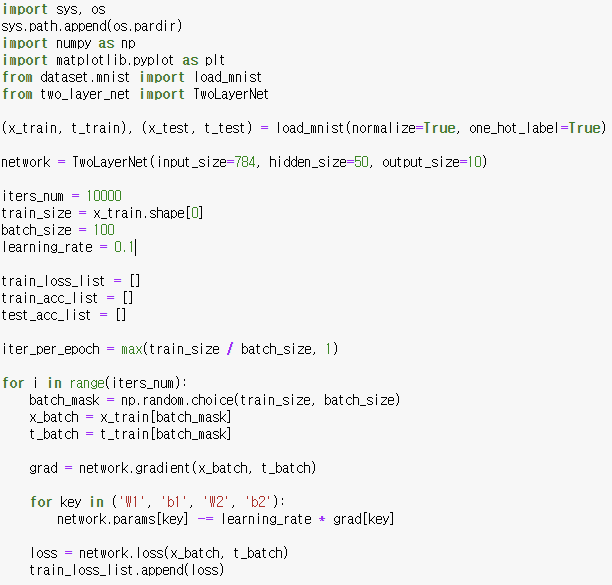 import sys, os
sys.path.append(os.pardir)
import numpy as np
import matplotlib.pyplot as plt
from dataset.mnist import load_mnist
from two_layer_net import TwoLayerNet

(x_train, t_train), (x_test, t_test) = load_mnist(normalize=True, one_hot_label=True)

network = TwoLayerNet(input_size=784, hidden_size=50, output_size=10)

iters_num = 10000
train_size = x_train.shape[0]
batch_size = 100
learning_rate = 0.1

train_loss_list = []
train_acc_list = []
test_acc_list = []

iter_per_epoch = max(train_size / batch_size, 1)

for i in range(iters_num):
    batch_mask = np.random.choice(train_size, batch_size)
    x_batch = x_train[batch_mask]
    t_batch = t_train[batch_mask]

    grad = network.gradient(x_batch, t_batch)

    for key in ('W1', 'b1', 'W2', 'b2'):
        network.params[key] -= learning_rate * grad[key]

    loss = network.loss(x_batch, t_batch)
    train_loss_list.append(loss)